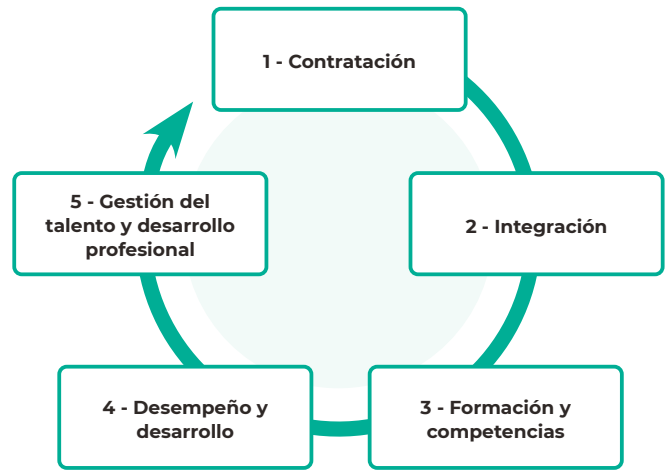 1 - Contratación
2 - Integración
3 - Formación y
competencias
4 - Desempeño y
desarrollo
5 - Gestión del
talento y desarrollo
profesional